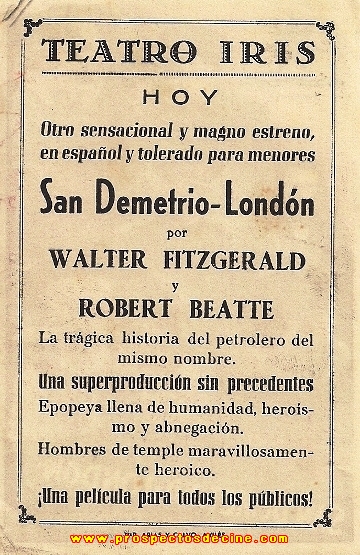 TEATRO IRIS
HOY
Otro sensacional y magno estreno,
en español y tolerado para menores
San Demetrio-Londón
por
WALTER FITZGERALD
y
ROBERT BEATTE
La trágica historia del petrolero del
mismo nombre.
Una superproducción sin precedentes
Epopeya llena de humanidad, herois-
mo y abnegación.
Hombres de temple maravillosamen-
te heroico.
¡Una película para todos los públicos!
www.prospectosdecine.com